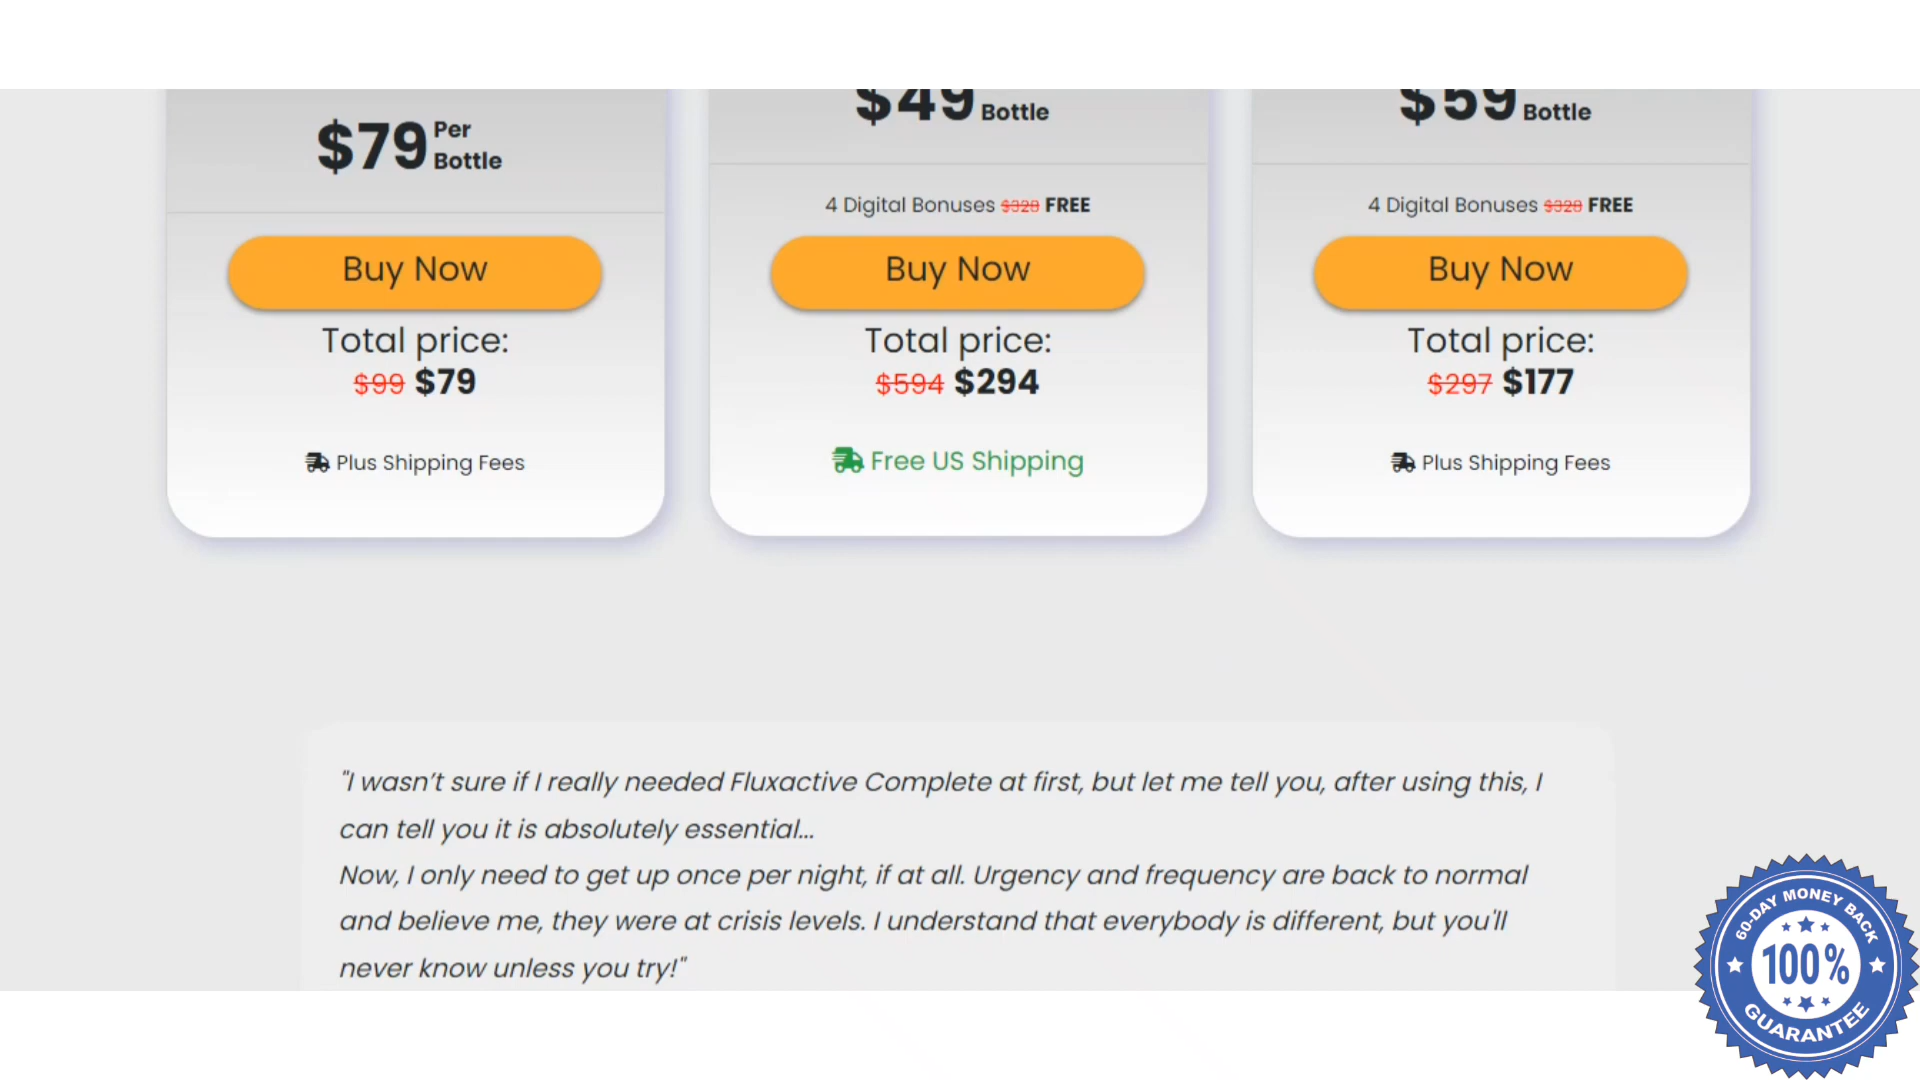 $79 Per
Bottle
Buy Now
Total price:
$99 $79
Plus Shipping Fees
$49 Bottle
4 Digital Bonuses $328 FREE
Buy Now
Total price:
$594 $294
Free US Shipping
$59 Bottle
4 Digital Bonuses $328 FREE
Buy Now
Total price:
$297 $177
Plus Shipping Fees
"I wasn’t sure if I really needed Fluxactive Complete at first, but let me tell you, after using this, I
can tell you it is absolutely essential...
Now, I only need to get up once per night, if at all. Urgency and frequency are back to normal
and believe me, they were at crisis levels. I understand that everybody is different, but you'll
never know unless you try!"
60-DAY MONEY BACK
100%
GUARANTEE